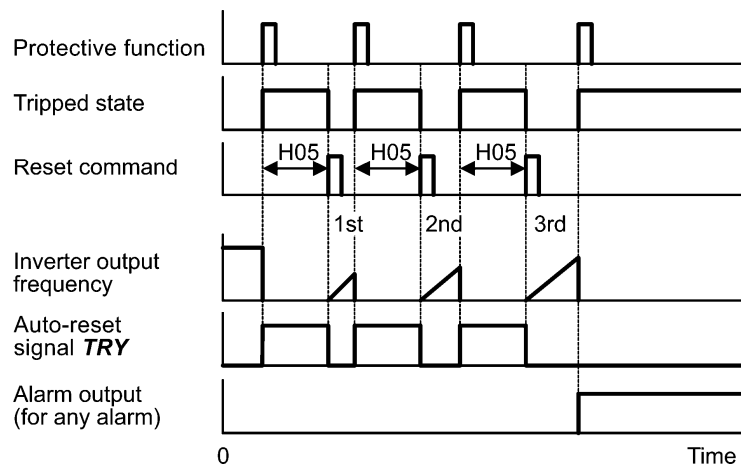 Protective function
Tripped state
Reset command
H05
H05
H05
1st
2nd
3rd
Inverter output
frequency
Auto-reset
signal TRY
Alarm output
(for any alarm)
0
Time